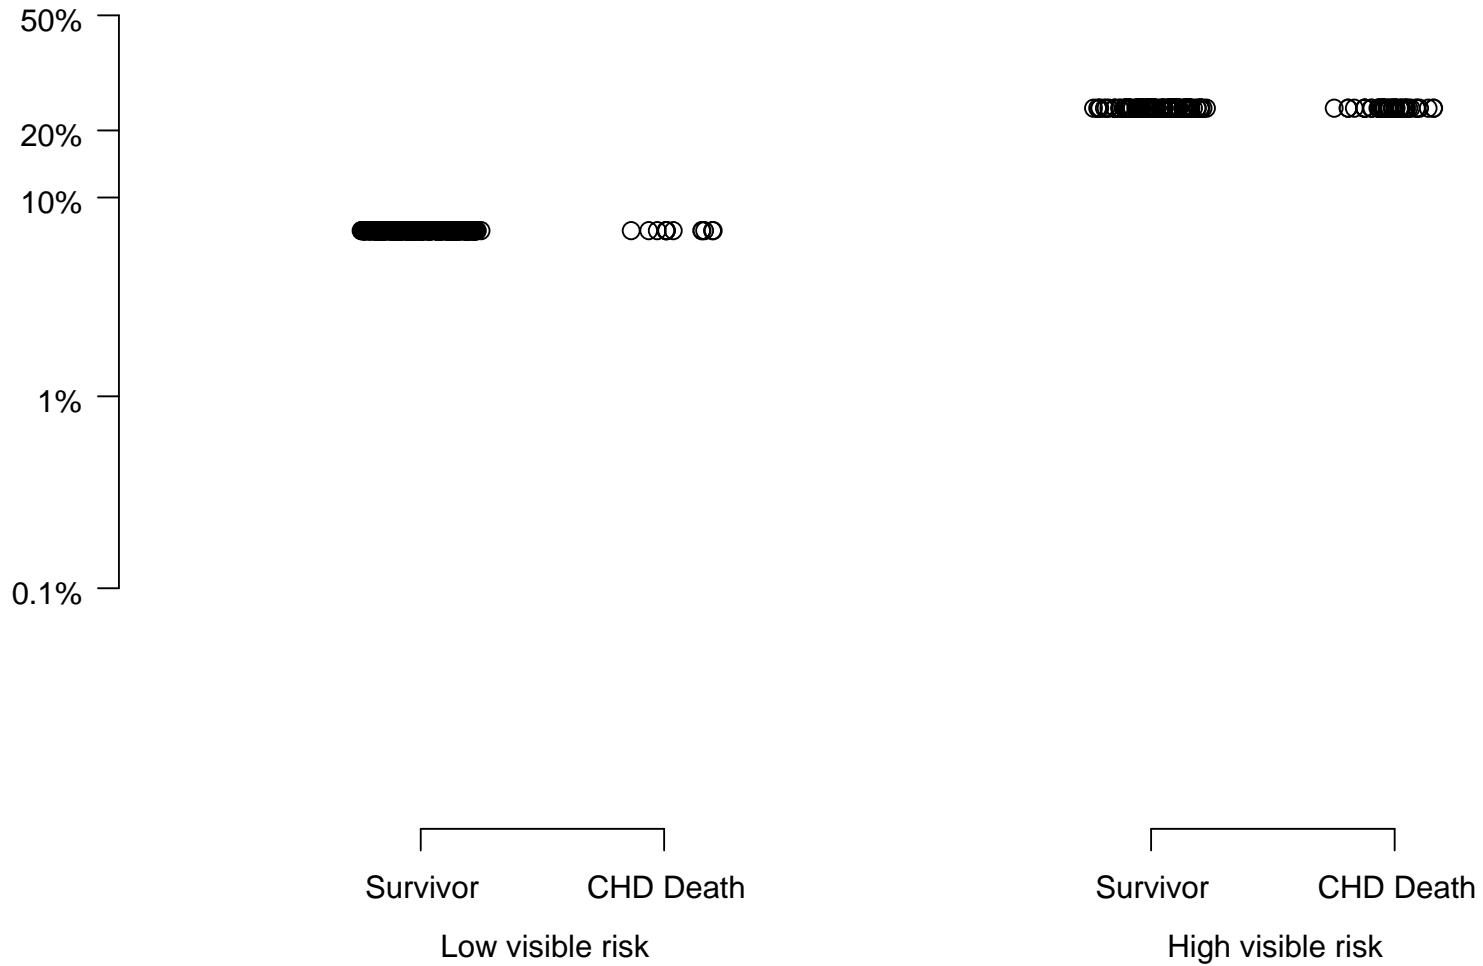 50%
20%
10%
1%
0.1%
Survivor CHD Death Survivor CHD Death
Low visible risk High visible risk